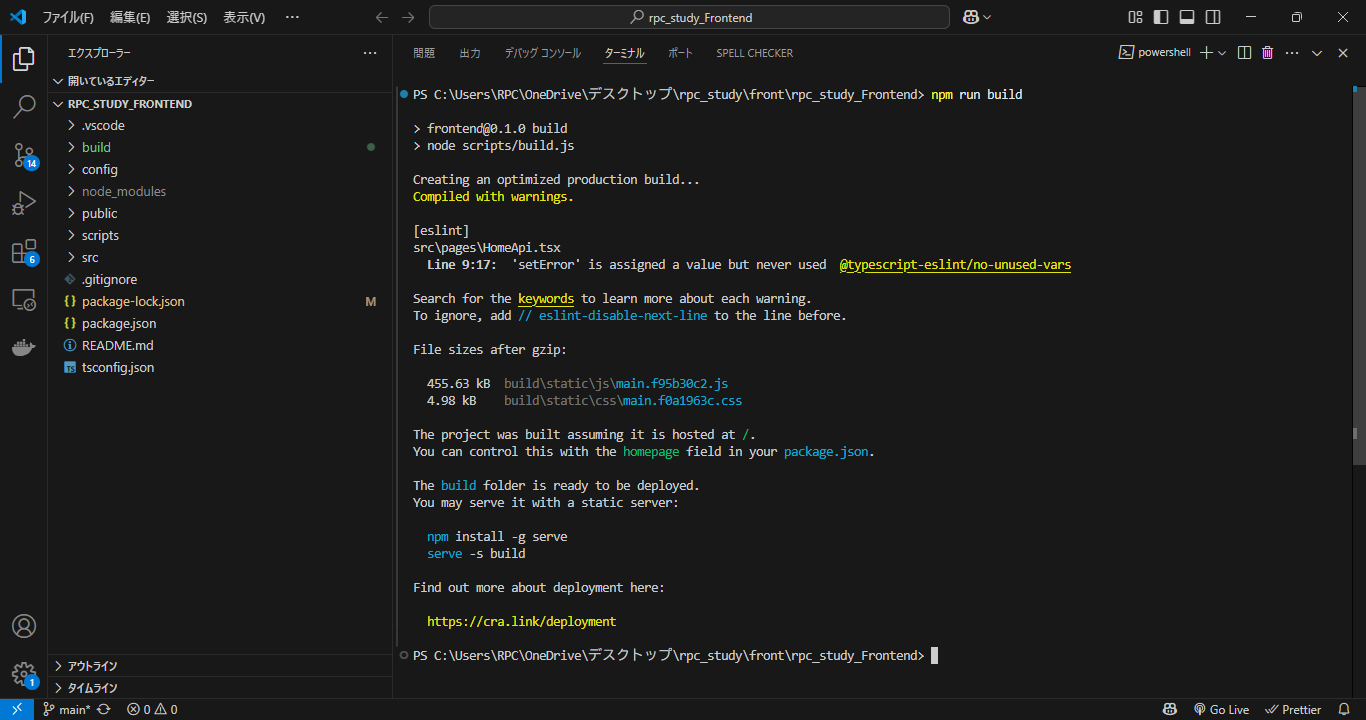 ファイル(F) 編集(E) 選択(S) 表示(V) ··· rpc_study_Frontend
エクスプローラー ···
開いているエディター
RPC_STUDY_FRONTEND
.vscode
build
config
node_modules
public
scripts
src
.gitignore
package-lock.json M
package.json
README.md
TS tsconfig.json
アウトライン
タイムライン
14
6
1
問題 出力 デバッグ コンソール ターミナル ポート SPELL CHECKER powershell ···
PS C:\Users\RPC\OneDrive\デスクトップ\rpc_study\front\rpc_study_Frontend> npm run build
> frontend@0.1.0 build
> node scripts/build.js
Creating an optimized production build...
Compiled with warnings.
[eslint]
src\pages\HomeApi.tsx
Line 9:17: 'setError' is assigned a value but never used @typescript-eslint/no-unused-vars
Search for the keywords to learn more about each warning.
To ignore, add // eslint-disable-next-line to the line before.
File sizes after gzip:
455.63 kB build\static\js\main.f95b30c2.js
4.98 kB build\static\css\main.f0a1963c.css
The project was built assuming it is hosted at /.
You can control this with the homepage field in your package.json.
The build folder is ready to be deployed.
You may serve it with a static server:
npm install -g serve
serve -s build
Find out more about deployment here:
https://cra.link/deployment
PS C:\Users\RPC\OneDrive\デスクトップ\rpc_study\front\rpc_study_Frontend>
main* 0 0 Go Live Prettier